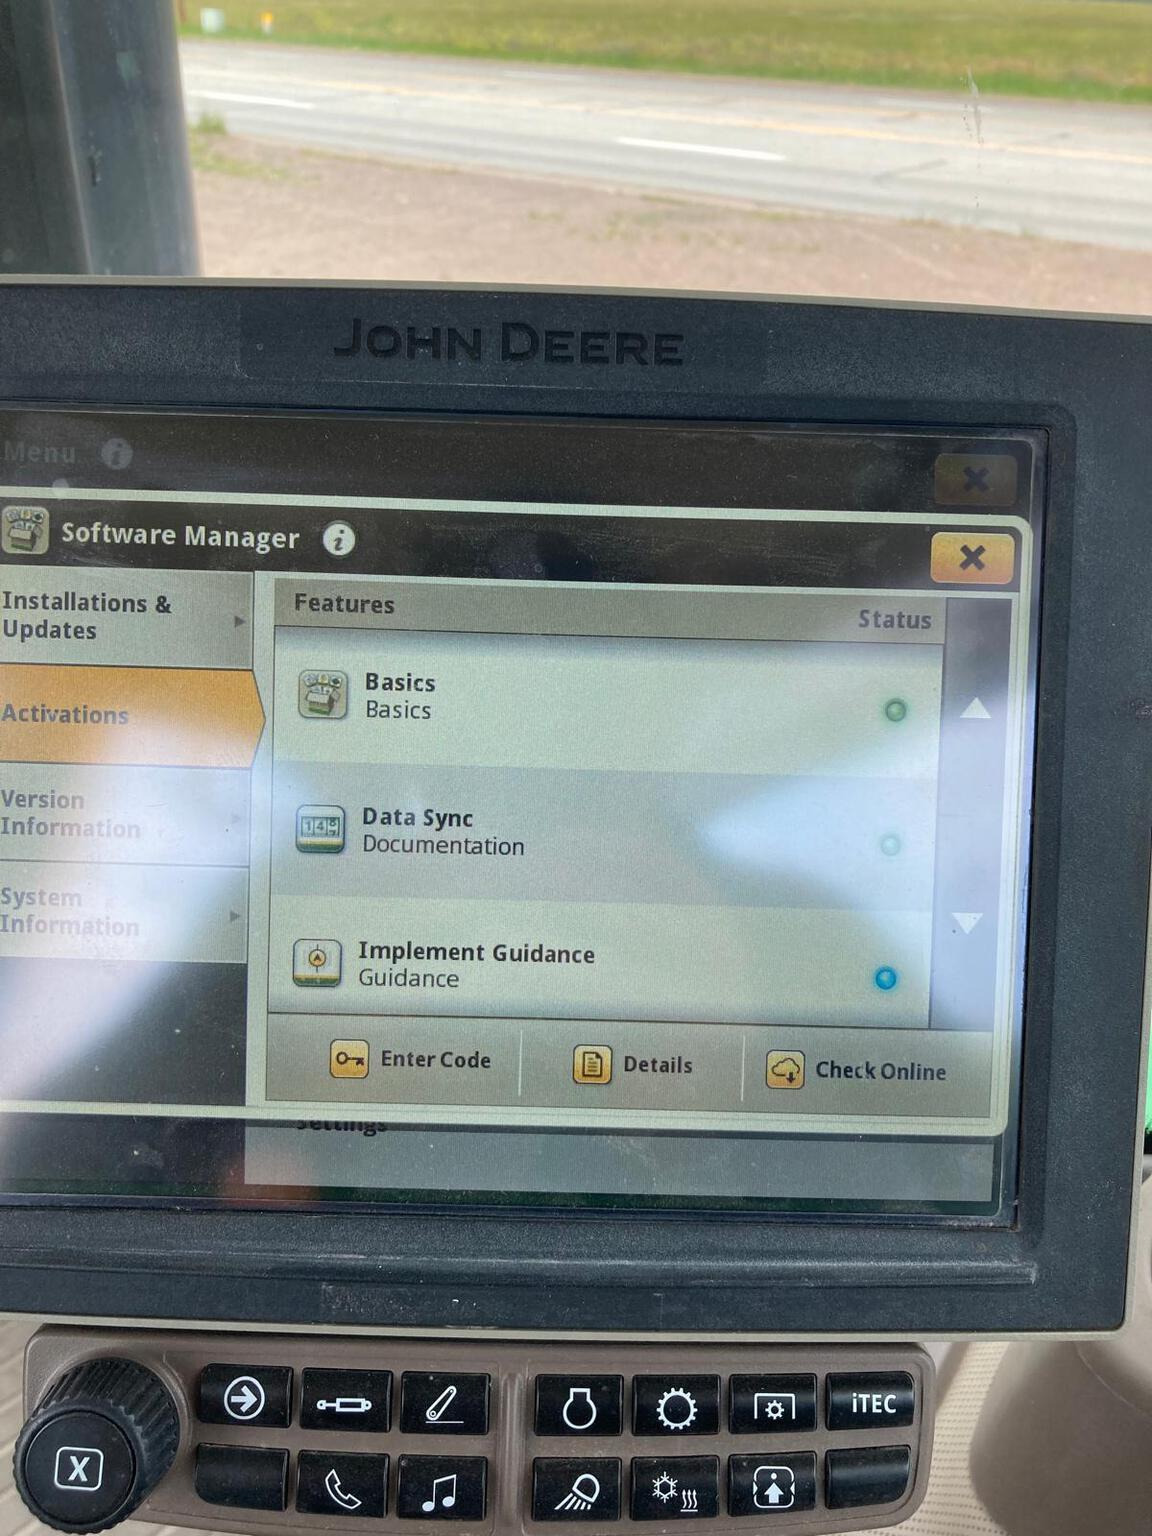 JOHN DEERE
Menu
Software Manager
Installations &
Updates
Activations
Version
Information
System
Information
Features
Status
Basics
Basics
Data Sync
Documentation
Implement Guidance
Guidance
Enter Code
Details
Check Online
Settings
iTEC
X